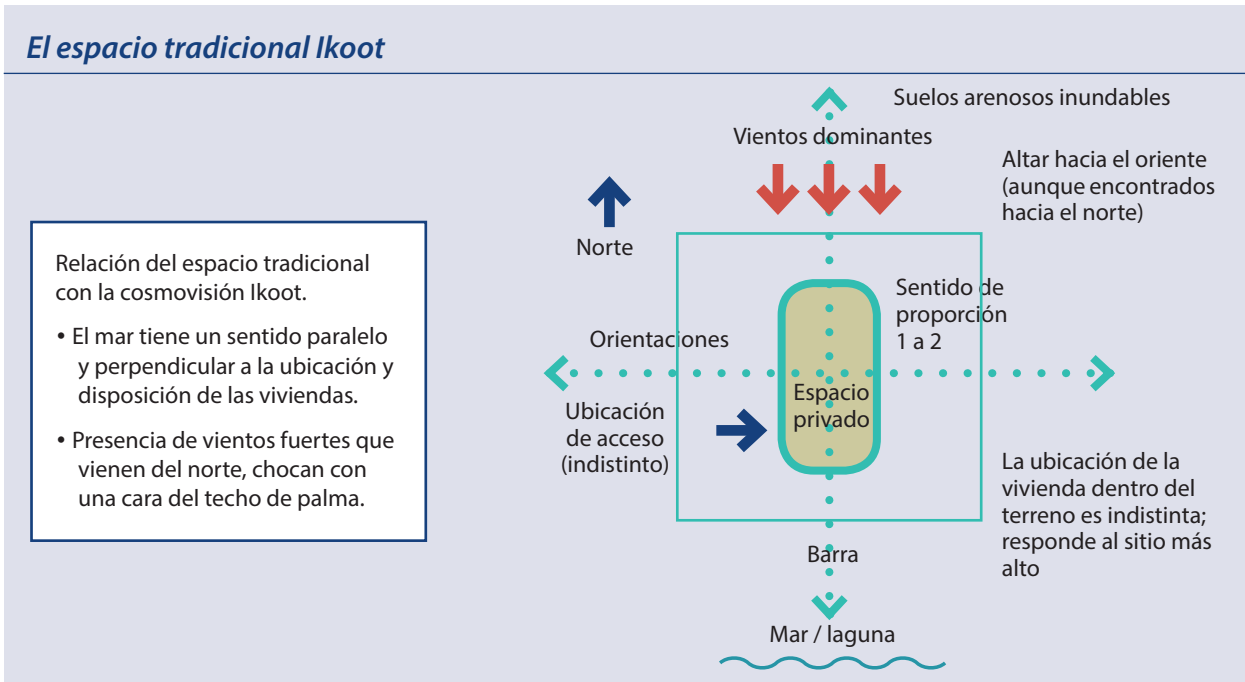 El espacio tradicional Ikoot
Relación del espacio tradicional
con la cosmovisión Ikoot.
• El mar tiene un sentido paralelo
y perpendicular a la ubicación y
disposición de las viviendas.
• Presencia de vientos fuertes que
vienen del norte, chocan con
una cara del techo de palma.
Suelos arenosos inundables
Vientos dominantes
Altar hacia el oriente
(aunque encontrados
hacia el norte)
Norte
Sentido de
proporción
1 a 2
Orientaciones
Espacio
privado
Ubicación
de acceso
(indistinto)
La ubicación de la
vivienda dentro del
terreno es indistinta;
responde al sitio más
alto
Barra
Mar / laguna